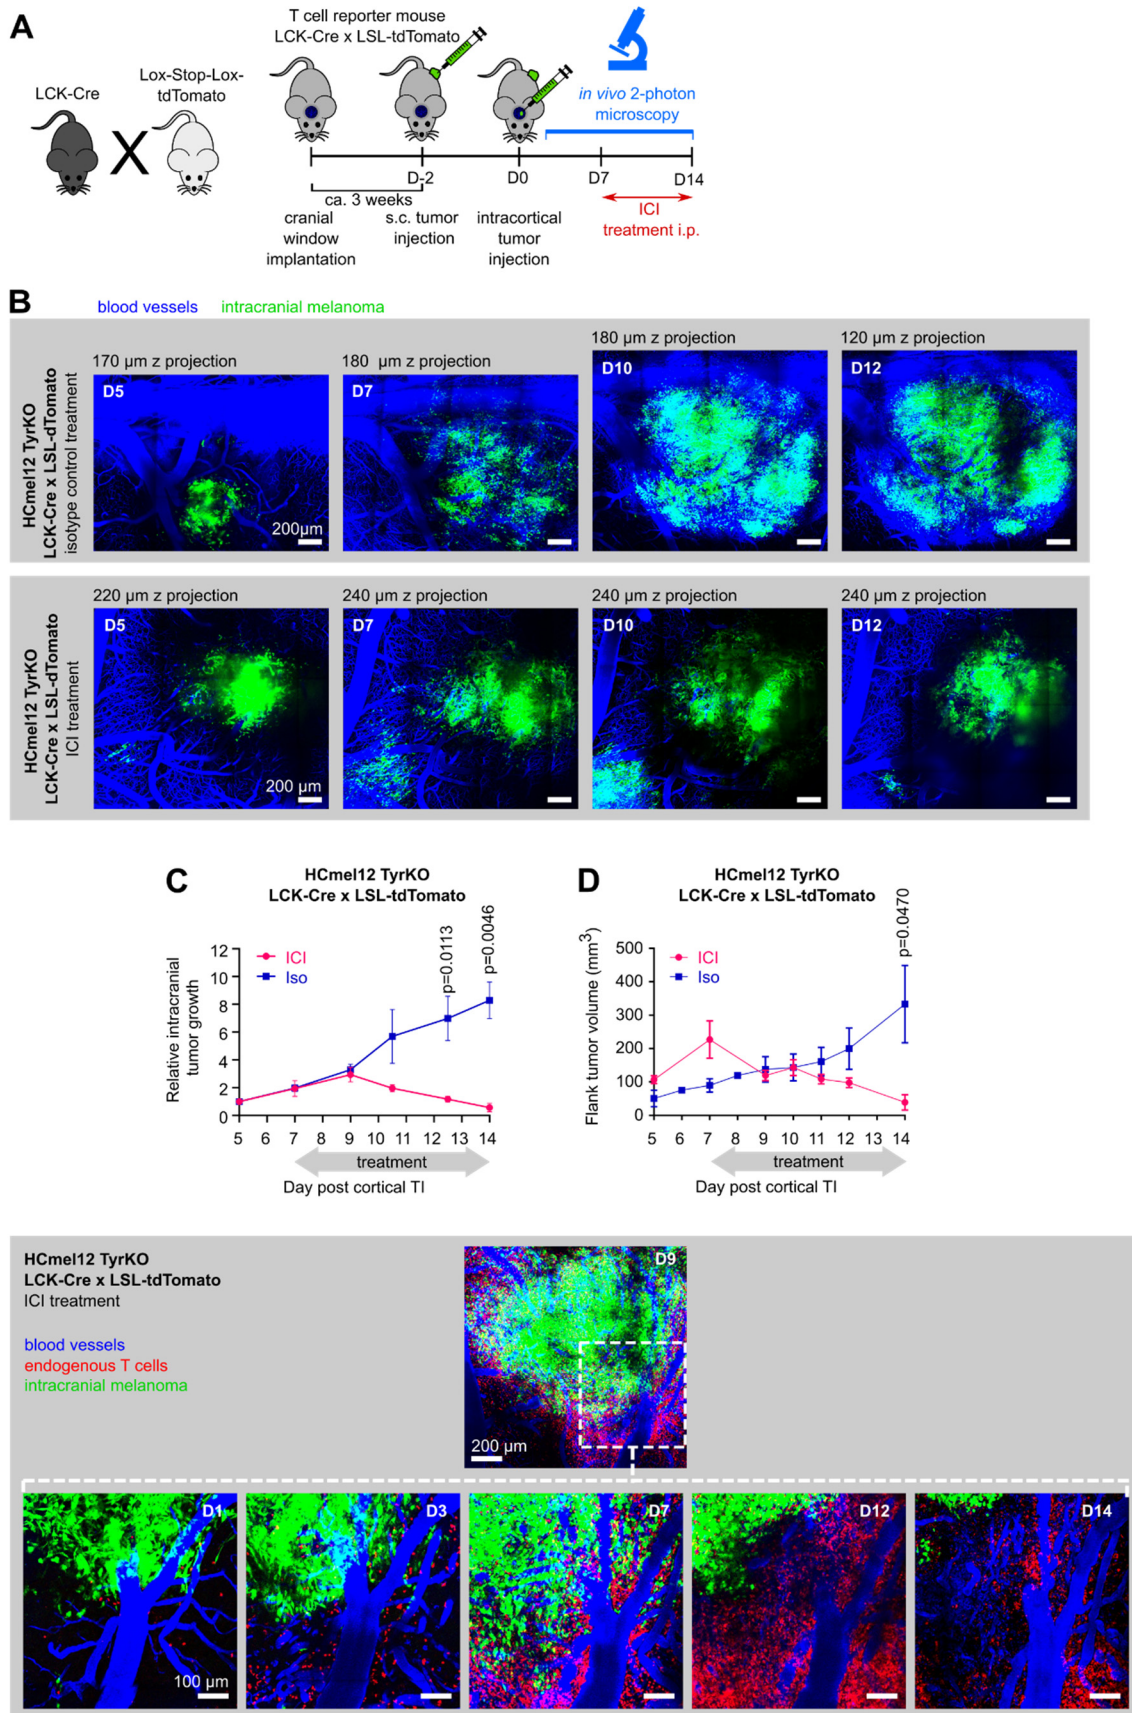 A
T cell reporter mouse
LCK-Cre x LSL-tdTomato
LCK-Cre
Lox-Stop-Lox-
tdTomato
X
in vivo 2-photon
microscopy
D-2
D0
D7
D14
ca. 3 weeks
cranial
window
implantation
s.c. tumor
injection
intracortical
tumor
injection
ICI
treatment i.p.
B
blood vessels
intracranial melanoma
HCmel12 TyrKO
LCK-Cre x LSL-dTomato
isotype control treatment
170 µm z projection
180 µm z projection
180 µm z projection
120 µm z projection
D5
D7
D10
D12
200µm
HCmel12 TyrKO
LCK-Cre x LSL-dTomato
ICI treatment
220 µm z projection
240 µm z projection
240 µm z projection
240 µm z projection
D5
D7
D10
D12
200 µm
C
HCmel12 TyrKO
LCK-Cre x LSL-tdTomato
Relative intracranial
tumor growth
12
10
8
6
4
2
0
ICI
Iso
p=0.0113
p=0.0046
5 6 7 8 9 10 11 12 13 14
treatment
Day post cortical TI
D
HCmel12 TyrKO
LCK-Cre x LSL-tdTomato
Flank tumor volume (mm3)
500
400
300
200
100
0
ICI
Iso
p=0.0470
5 6 7 8 9 10 11 12 13 14
treatment
Day post cortical TI
HCmel12 TyrKO
LCK-Cre x LSL-tdTomato
ICI treatment
blood vessels
endogenous T cells
intracranial melanoma
D9
200 µm
D1
D3
D7
D12
D14
100 µm